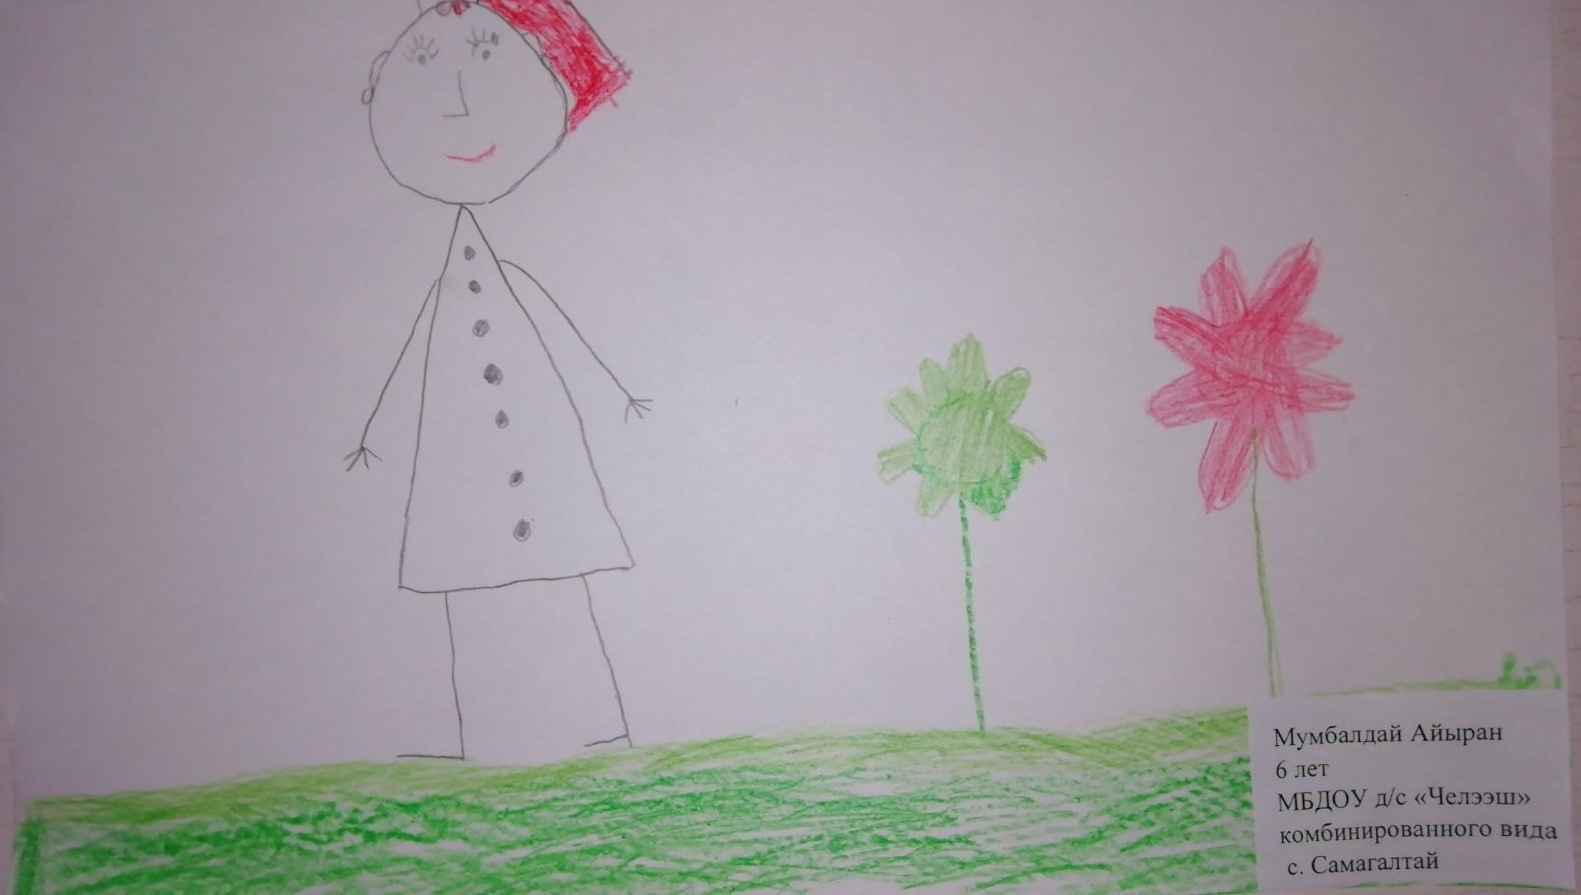 Мумбалдай Айыран
6 лет
МБДОУ д/с «Челээш»
комбинированного вида
с. Самагалтай